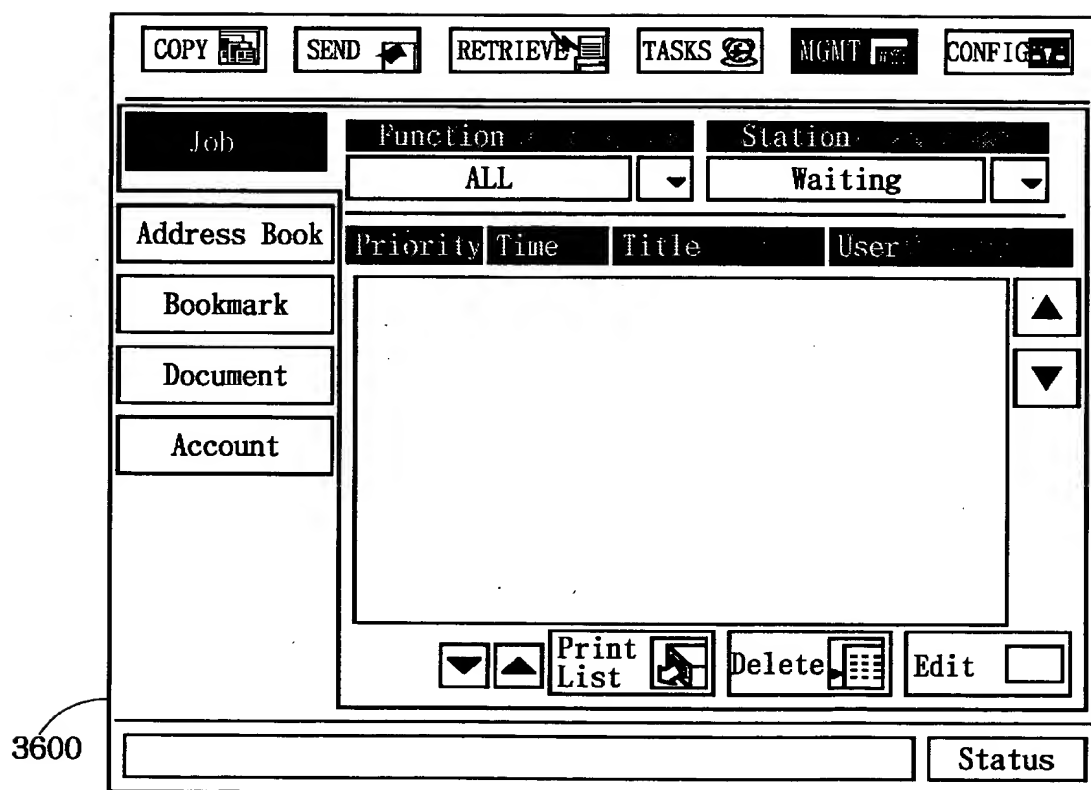 COPY SEND RETRIEVE TASKS MGMT CONFIG
Job Function Station
ALL Waiting
Address Book Priority Time Title User
Bookmark
Document
Account
Print List Delete Edit
3600
Status